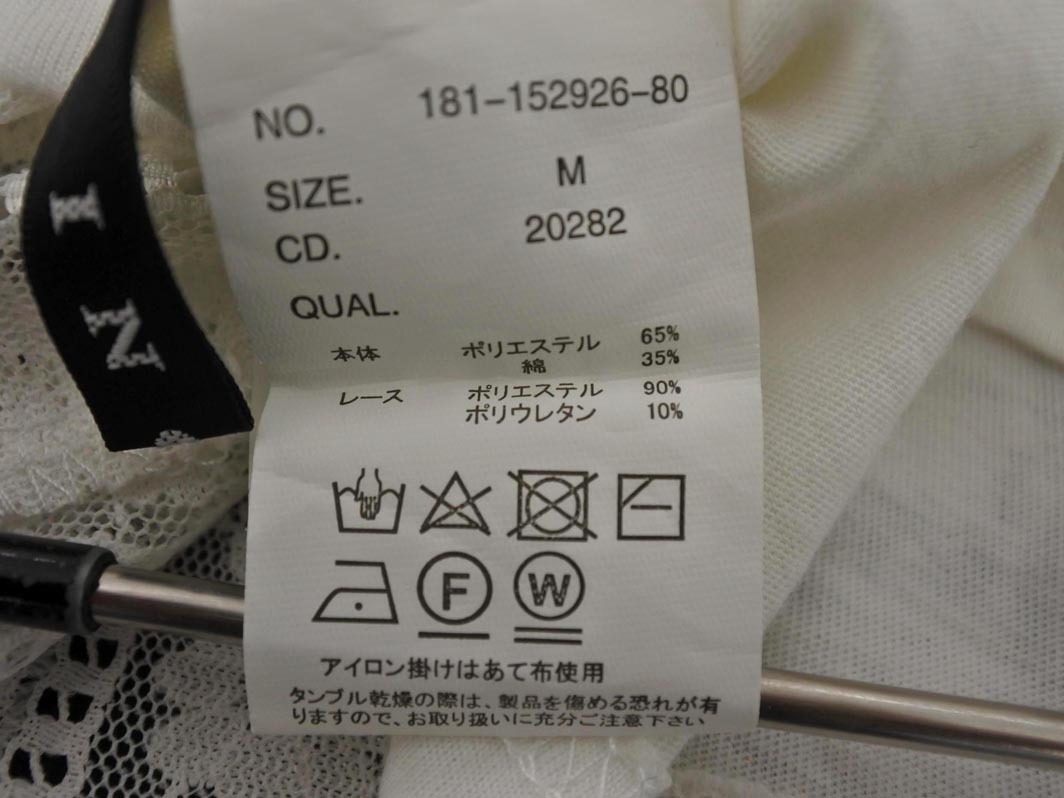 I
N
NO. 181-152926-80
SIZE. M
CD. 20282
QUAL.
本体 ポリエステル 65%
綿 35%
レース ポリエステル 90%
ポリウレタン 10%
F W
アイロン掛けはあて布使用
タンブル乾燥の際は、製品を傷める恐れが有
りますので、お取り扱いに充分ご注意下さい